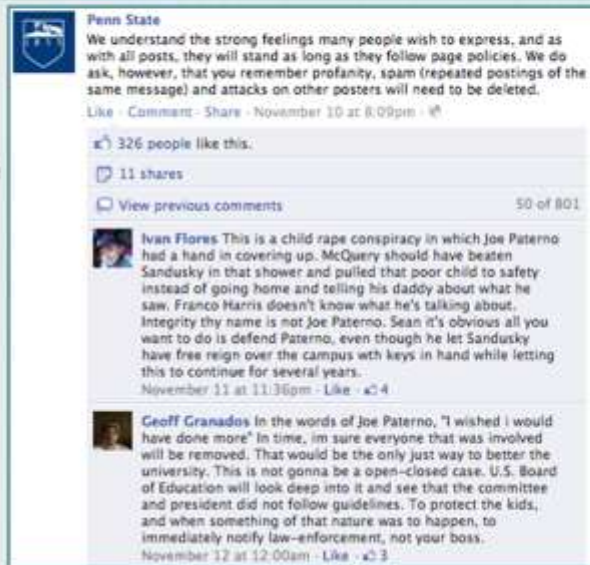 Penn State
We understand the strong feelings many people wish to express, and as
with all posts, they will stand as long as they follow page policies. We do
ask, however, that you remember profanity, spam (repeated postings of the
same message) and attacks on other posters will need to be deleted.
Like · Comment · Share · November 10 at 8:09pm ·
326 people like this.
11 shares
View previous comments 50 of 801
Ivan Flores This is a child rape conspiracy in which Joe Paterno
had a hand in covering up. McQuery should have beaten
Sandusky in that shower and pulled that poor child to safety
instead of going home and telling his daddy about what he
saw. Franco Harris doesn't know what he's talking about.
Integrity thy name is not Joe Paterno. Sean it's obvious all you
want to do is defend Paterno, even though he let Sandusky
have free reign over the campus wth keys in hand while letting
this to continue for several years.
November 11 at 11:36pm · Like · 4
Geoff Granados In the words of Joe Paterno, "I wished i would
have done more" In time, im sure everyone that was involved
will be removed. That would be the only just way to better the
university. This is not gonna be a open-closed case. U.S. Board
of Education will look deep into it and see that the committee
and president did not follow guidelines. To protect the kids,
and when something of that nature was to happen, to
immediately notify law-enforcement, not your boss.
November 12 at 12:00am · Like · 3